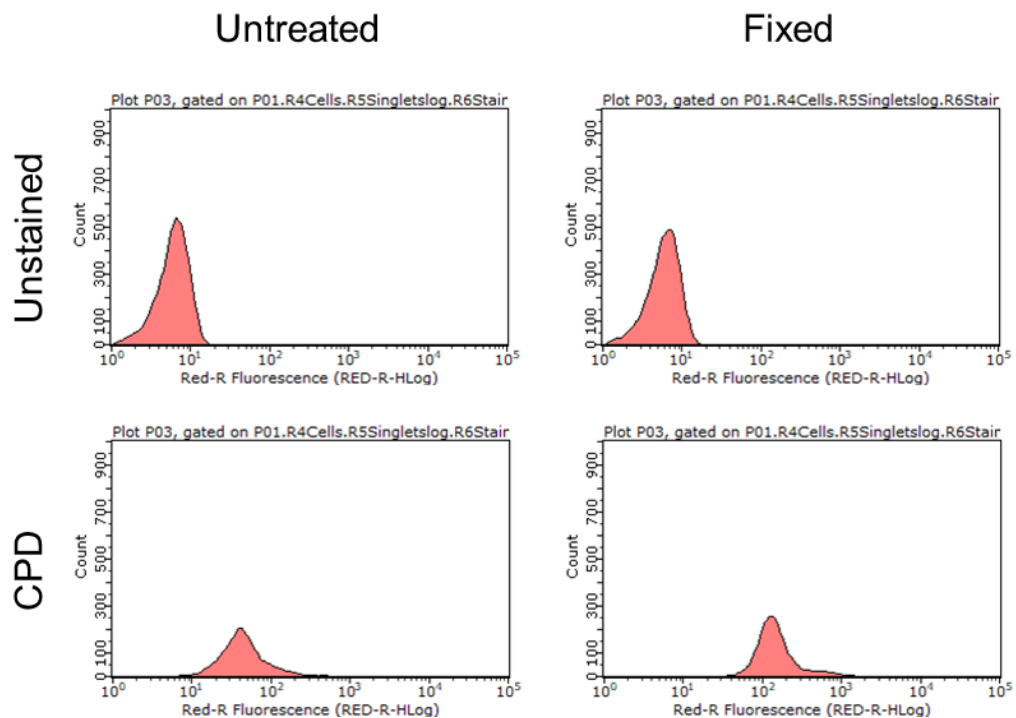 Untreated
Fixed
Unstained
Plot P03, gated on P01.R4Cells.R5Singletslog.R6Stair
Count
900
700
500
300
100
0
10⁰ 10¹ 10² 10³ 10⁴ 10⁵
Red-R Fluorescence (RED-R-HLog)
Plot P03, gated on P01.R4Cells.R5Singletslog.R6Stair
Count
900
700
500
300
100
0
10⁰ 10¹ 10² 10³ 10⁴ 10⁵
Red-R Fluorescence (RED-R-HLog)
CPD
Plot P03, gated on P01.R4Cells.R5Singletslog.R6Stair
Count
900
700
500
300
100
0
10⁰ 10¹ 10² 10³ 10⁴ 10⁵
Red-R Fluorescence (RED-R-HLog)
Plot P03, gated on P01.R4Cells.R5Singletslog.R6Stair
Count
900
700
500
300
100
0
10⁰ 10¹ 10² 10³ 10⁴ 10⁵
Red-R Fluorescence (RED-R-HLog)